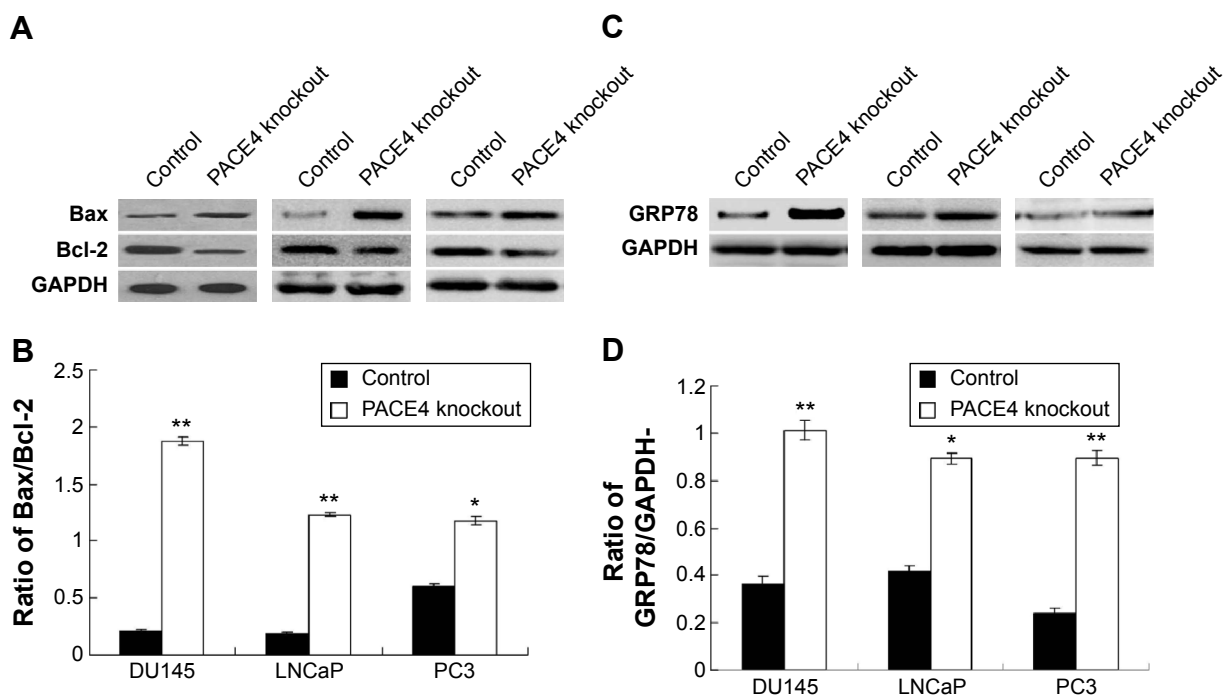 A
Control
PACE4 knockout
Control
PACE4 knockout
Control
PACE4 knockout
Bax
Bcl-2
GAPDH
B
Ratio of Bax/Bcl-2
2.5
2
1.5
1
0.5
0
Control
PACE4 knockout
**
**
*
DU145
LNCaP
PC3
C
Control
PACE4 knockout
Control
PACE4 knockout
Control
PACE4 knockout
GRP78
GAPDH
D
Ratio of
GRP78/GAPDH-
1.2
1
0.8
0.6
0.4
0.2
0
Control
PACE4 knockout
**
*
**
DU145
LNCaP
PC3